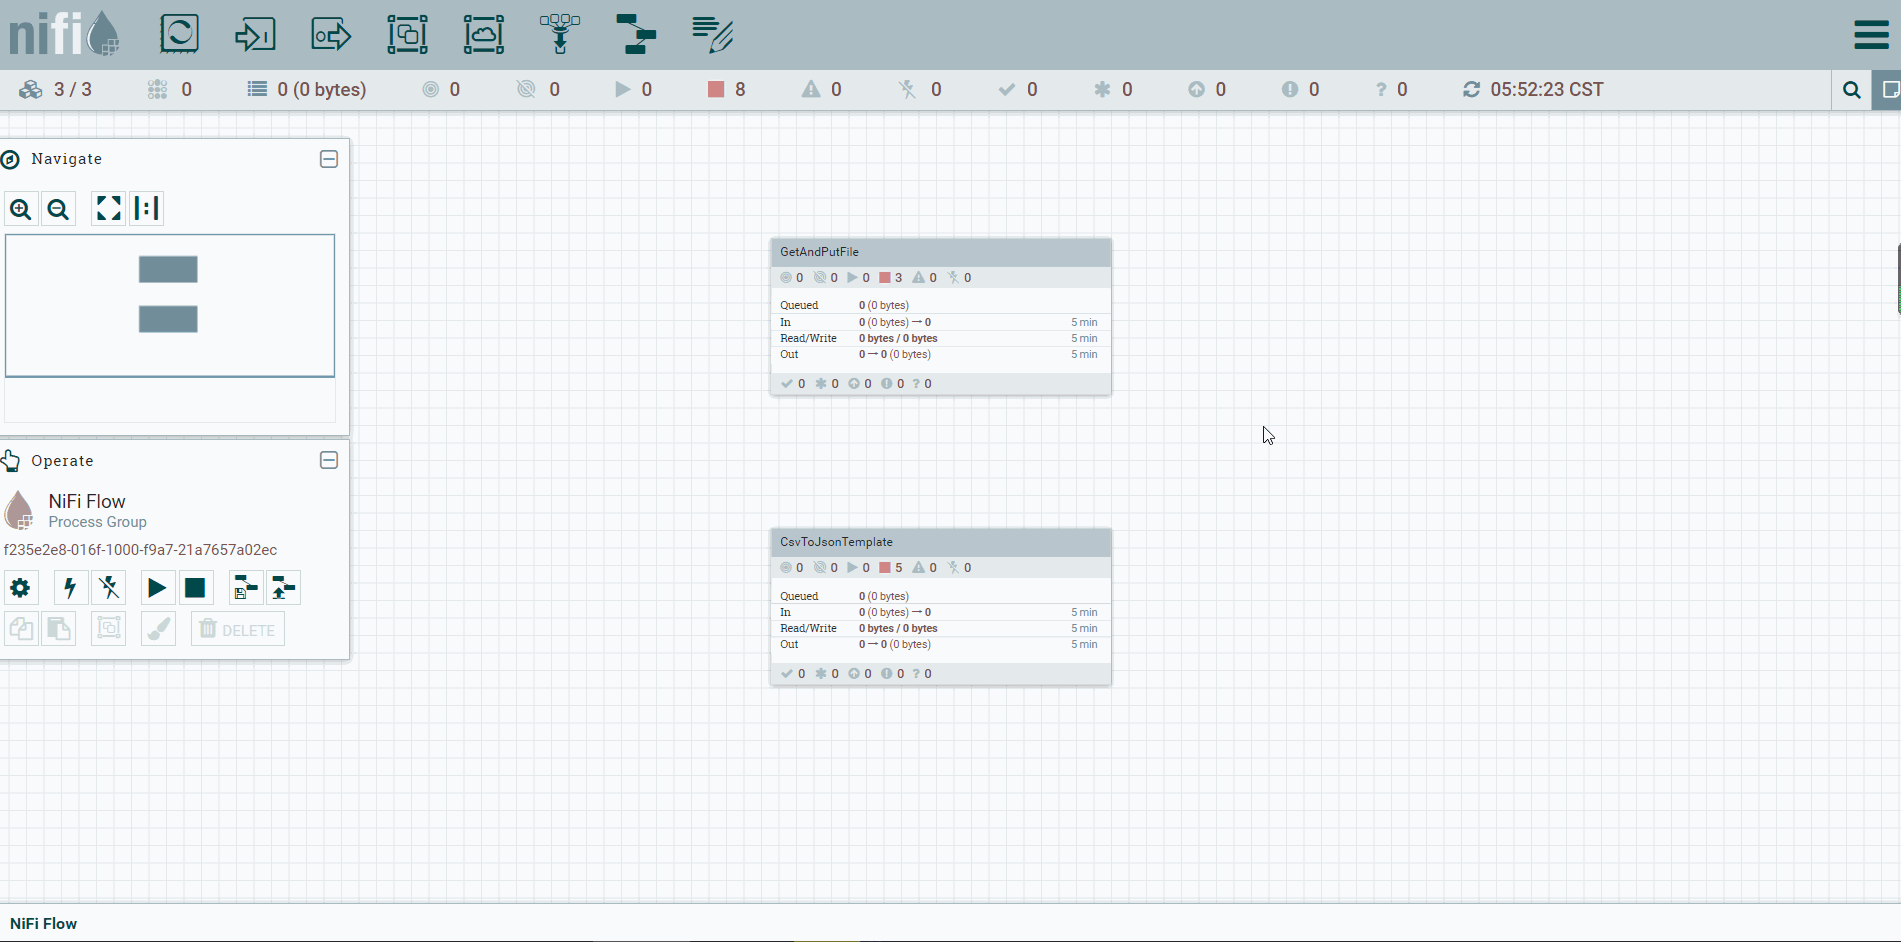 nifi
3 / 3 0 0 (0 bytes) 0 0 0 8 0 0 0 0 0 0 ? 0 05:52:23 CST
Navigate
GetAndPutFile
0 0 0 3 0 0
Queued 0 (0 bytes)
In 0 (0 bytes) → 0 5 min
Read/Write 0 bytes / 0 bytes 5 min
Out 0 → 0 (0 bytes) 5 min
0 0 0 0 ? 0
Operate
NiFi Flow
Process Group
f235e2e8-016f-1000-f9a7-21a7657a02ec
DELETE
CsvToJsonTemplate
0 0 0 5 0 0
Queued 0 (0 bytes)
In 0 (0 bytes) → 0 5 min
Read/Write 0 bytes / 0 bytes 5 min
Out 0 → 0 (0 bytes) 5 min
0 0 0 0 ? 0
NiFi Flow